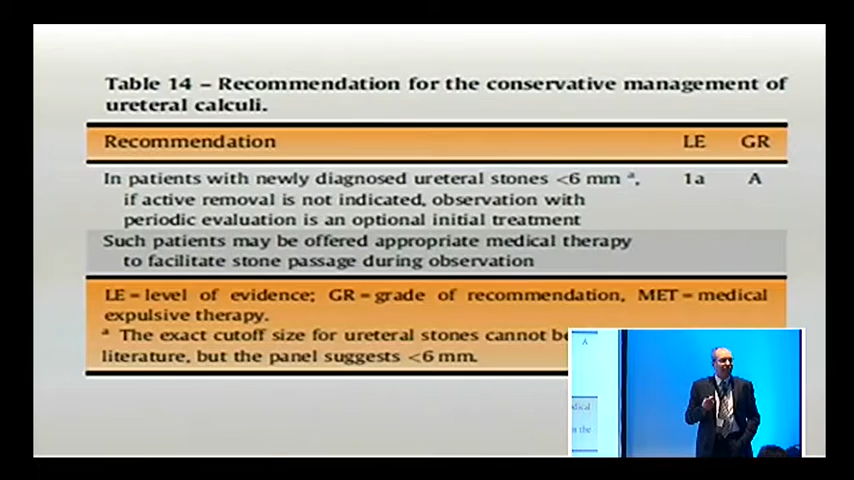 Table 14 – Recommendation for the conservative management of
ureteral calculi.
Recommendation LE GR
In patients with newly diagnosed ureteral stones <6 mm a, 1a A
if active removal is not indicated, observation with
periodic evaluation is an optional initial treatment
Such patients may be offered appropriate medical therapy
to facilitate stone passage during observation
LE = level of evidence; GR = grade of recommendation, MET = medical
expulsive therapy.
a The exact cutoff size for ureteral stones cannot be
literature, but the panel suggests <6 mm.
A
dical
n the